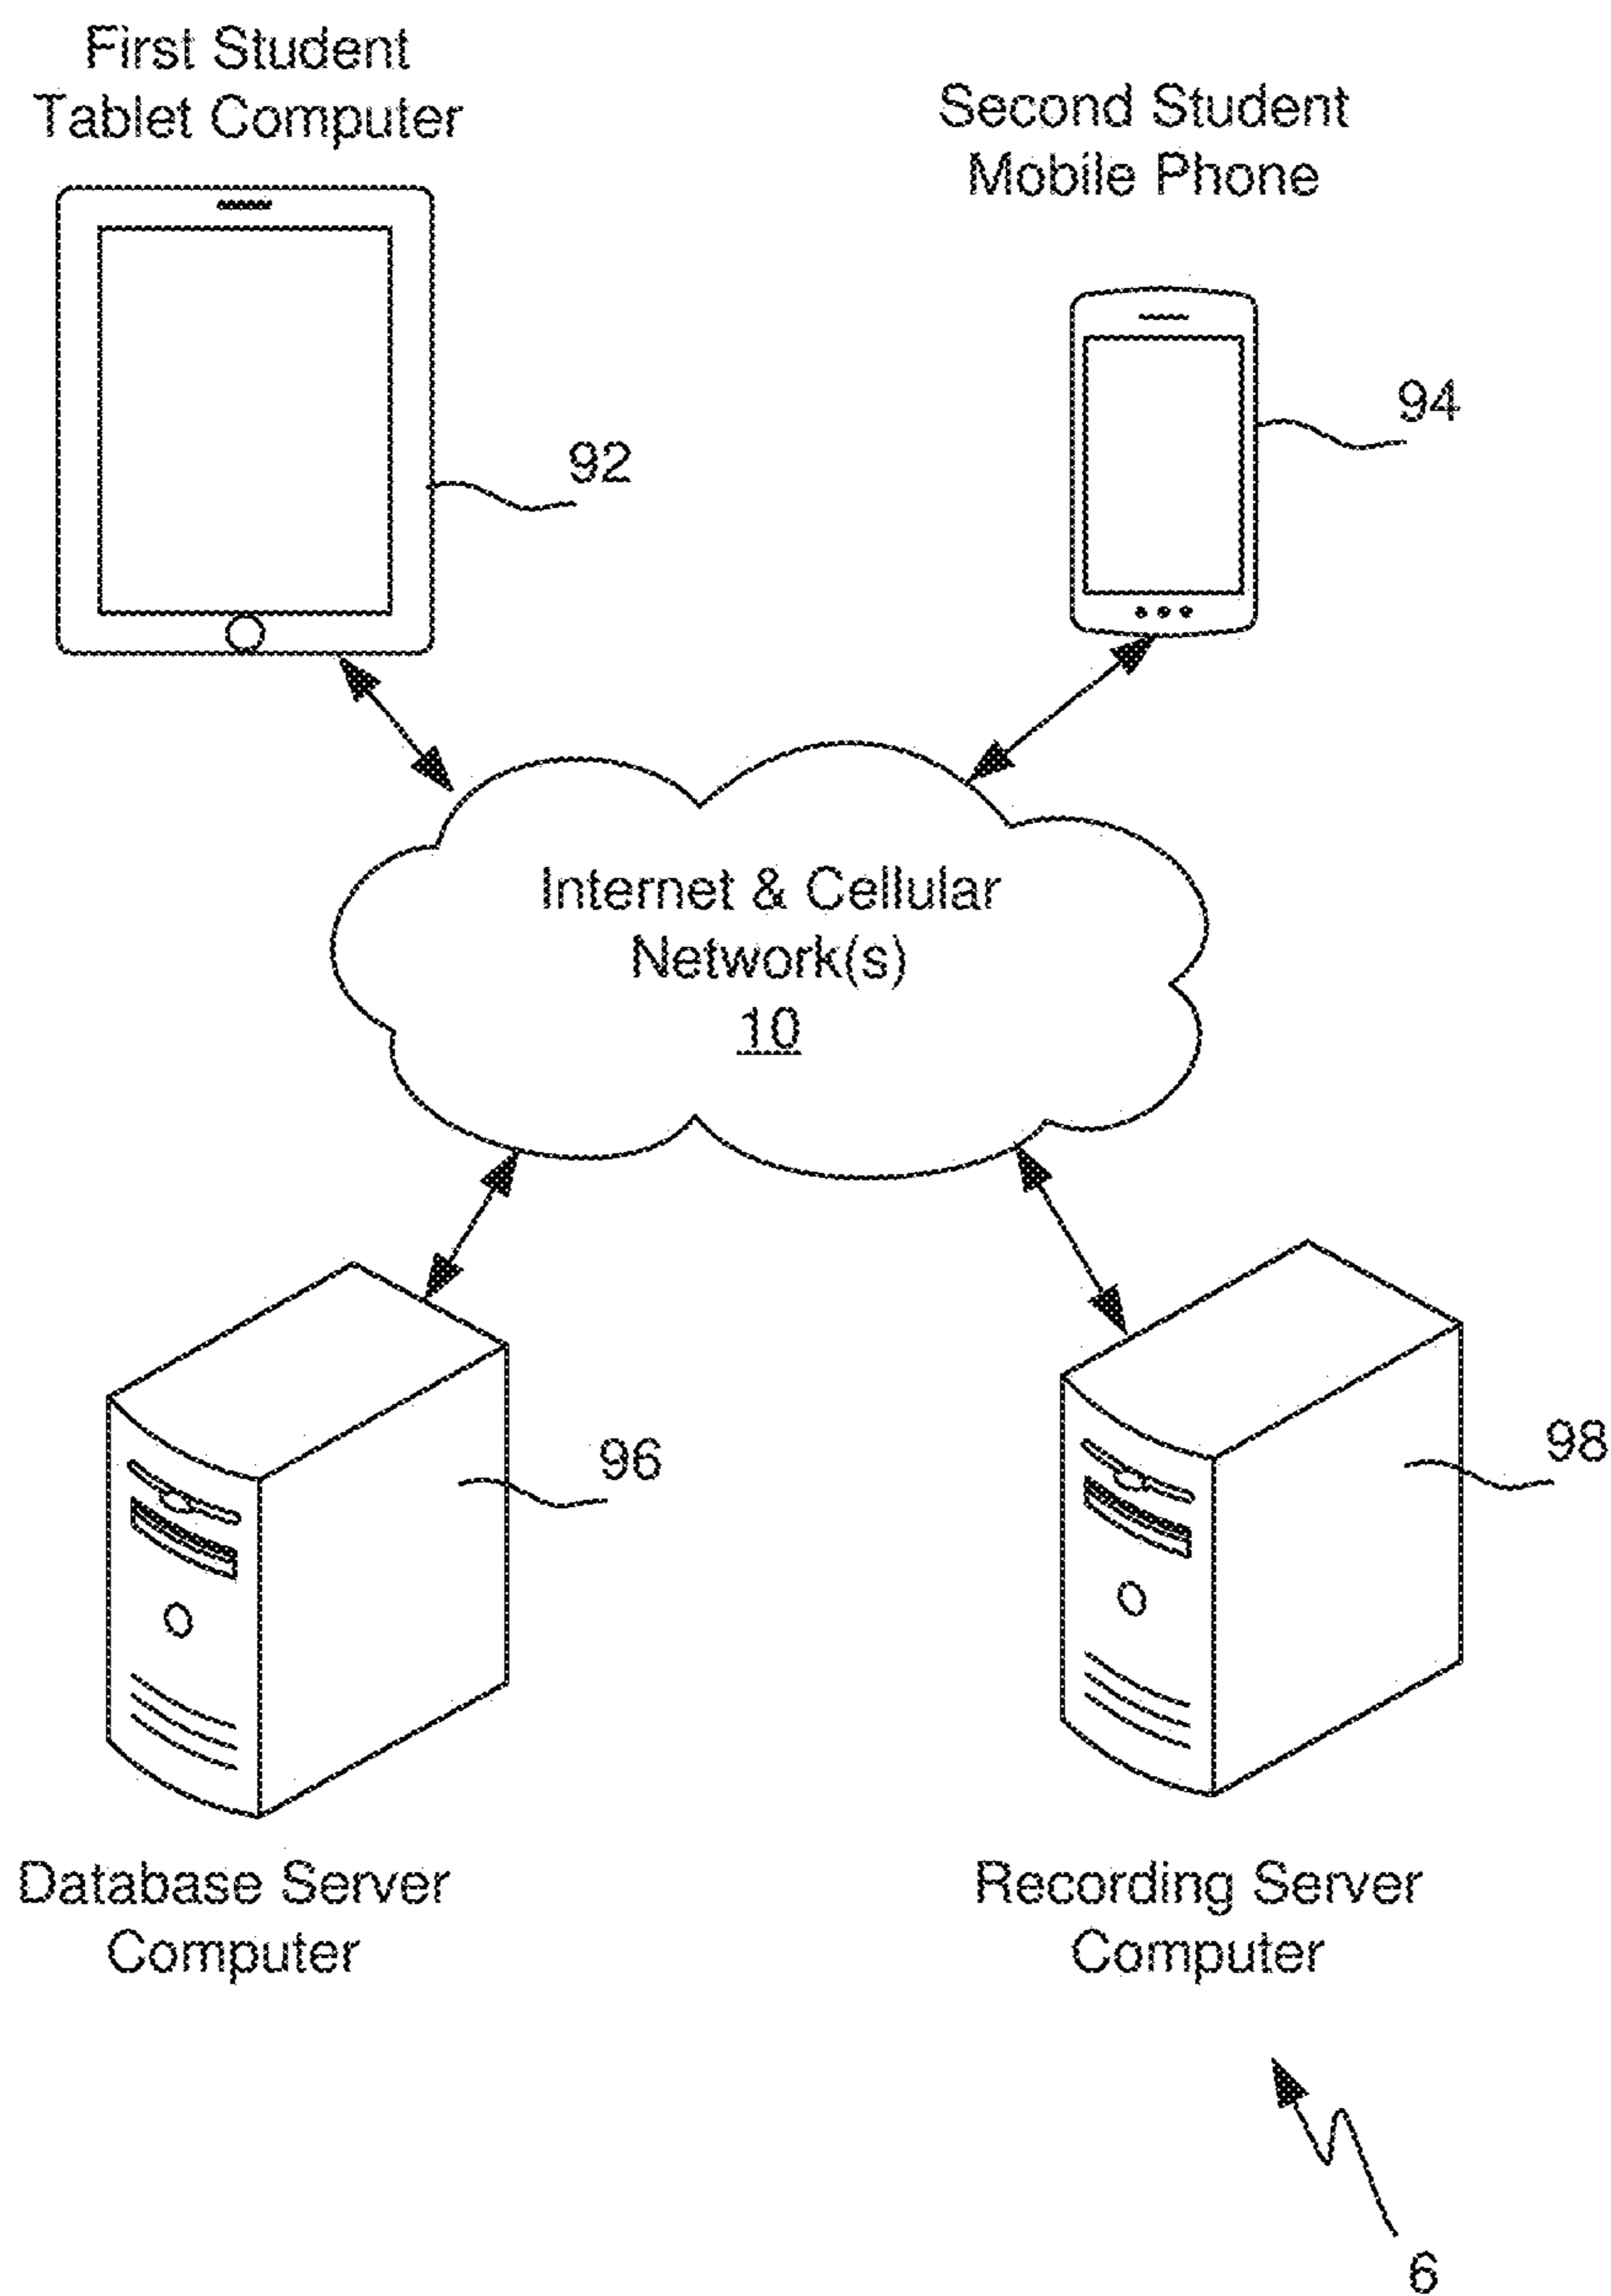 First Student
Tablet Computer
Second Student
Mobile Phone
92
94
Internet & Cellular
Network(s)
10
96
98
Database Server
Computer
Recording Server
Computer
6